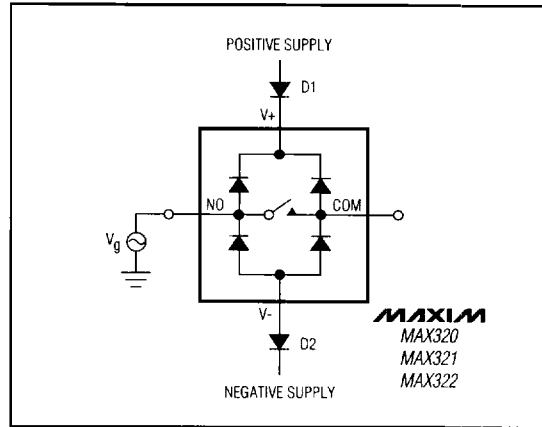 POSITIVE SUPPLY
D1
V+
NO
COM
Vg
V-
D2
MAXIM
MAX320
MAX321
MAX322
NEGATIVE SUPPLY